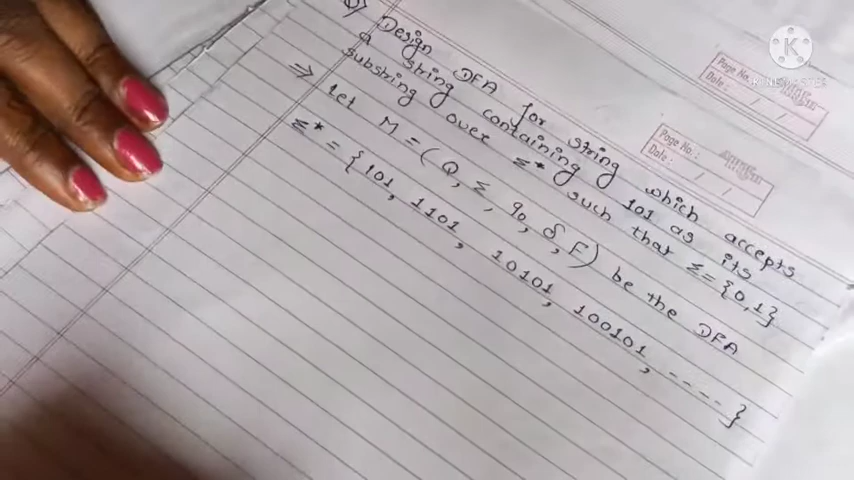 Q) Design DFA for string which accepts
a string containing 101 as its
substring over Σ* such that Σ={0,1}
⇒ Let M = (Q, Σ, q0, δ, F) be the DFA
Σ* = {101, 1101, 10101, 100101, ----}
Page No.:
Date: / /
Page No.:
Date: / /
K
KINEMASTER